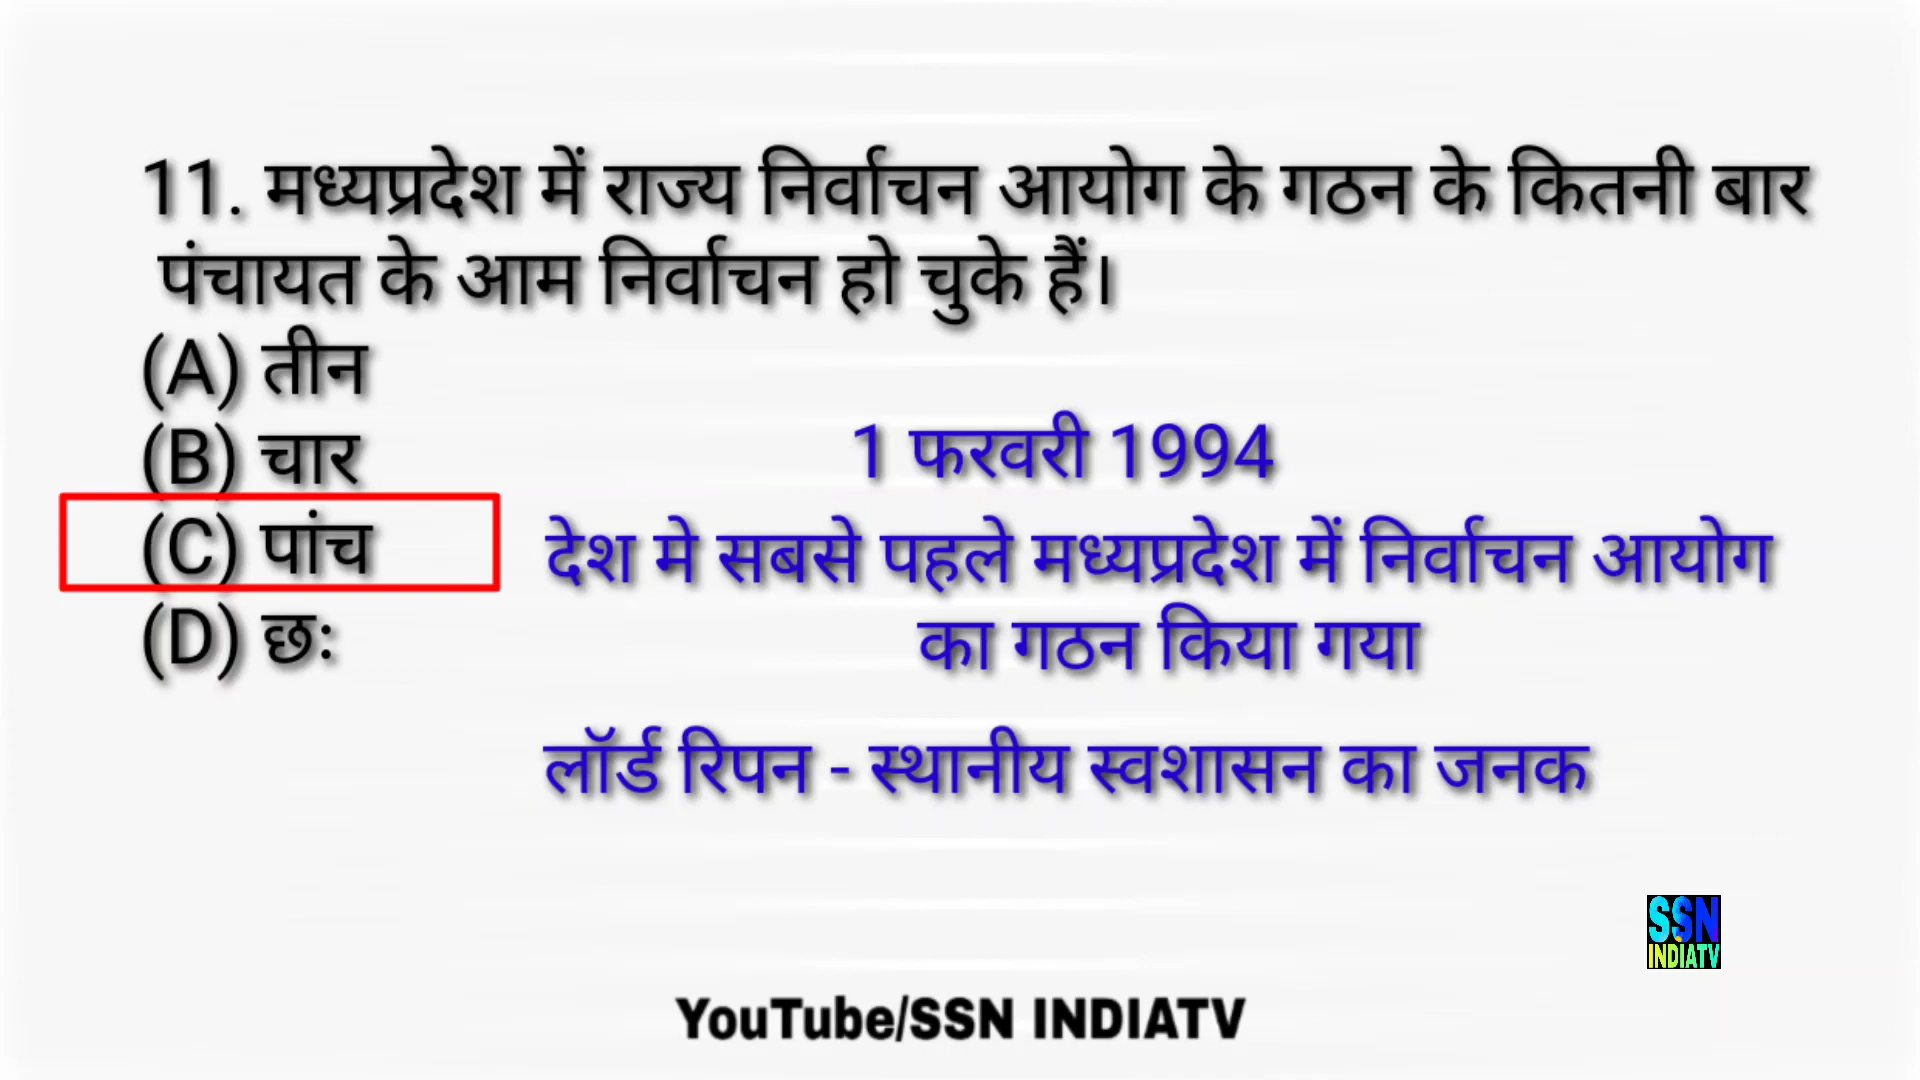 11. मध्यप्रदेश में राज्य निर्वाचन आयोग के गठन के कितनी बार
पंचायत के आम निर्वाचन हो चुके हैं।
(A) तीन
(B) चार
(C) पांच
(D) छः
1 फरवरी 1994
देश मे सबसे पहले मध्यप्रदेश में निर्वाचन आयोग
का गठन किया गया
लॉर्ड रिपन - स्थानीय स्वशासन का जनक
SSN
INDIATV
YouTube/SSN INDIATV